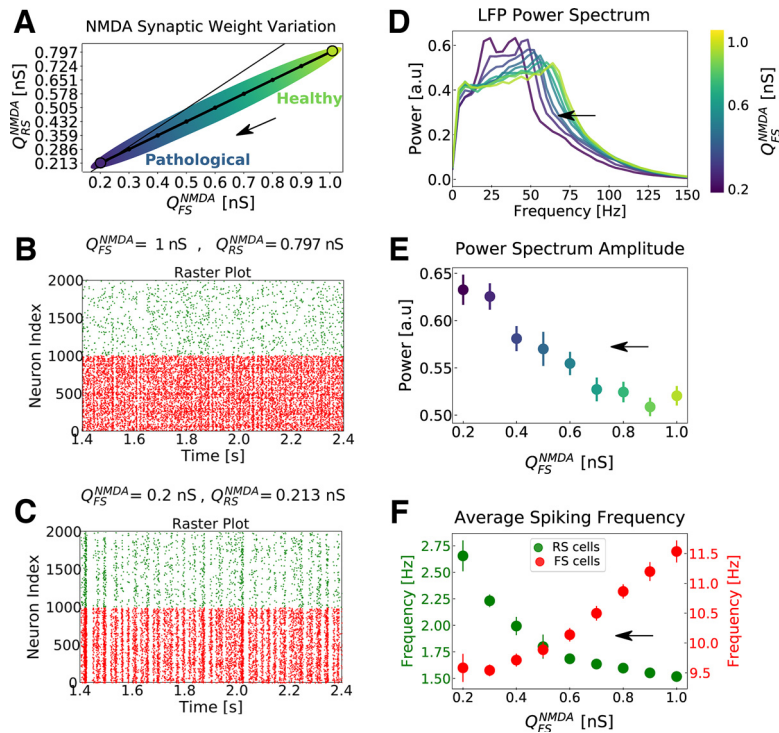 A
NMDA Synaptic Weight Variation
Q_RS^NMDA [nS]
0.797
0.724
0.651
0.578
0.505
0.432
0.359
0.286
0.213
Healthy
Pathological
0.2 0.3 0.4 0.5 0.6 0.7 0.8 0.9 1.0
Q_FS^NMDA [nS]
B
Q_FS^NMDA = 1 nS , Q_RS^NMDA = 0.797 nS
Raster Plot
Neuron Index
2000
1500
1000
500
0
1.4 1.6 1.8 2.0 2.2 2.4
Time [s]
C
Q_FS^NMDA = 0.2 nS , Q_RS^NMDA = 0.213 nS
Raster Plot
Neuron Index
2000
1500
1000
500
0
1.4 1.6 1.8 2.0 2.2 2.4
Time [s]
D
LFP Power Spectrum
Power [a.u]
0.6
0.4
0.2
0.0
0 25 50 75 100 125 150
Frequency [Hz]
1.0
0.6
0.2
Q_FS^NMDA [nS]
E
Power Spectrum Amplitude
Power [a.u]
0.65
0.60
0.55
0.50
0.2 0.4 0.6 0.8 1.0
Q_FS^NMDA [nS]
F
Average Spiking Frequency
RS cells
FS cells
Frequency [Hz]
2.75
2.50
2.25
2.00
1.75
1.50
11.5
11.0
10.5
10.0
9.5
Frequency [Hz]
0.2 0.4 0.6 0.8 1.0
Q_FS^NMDA [nS]